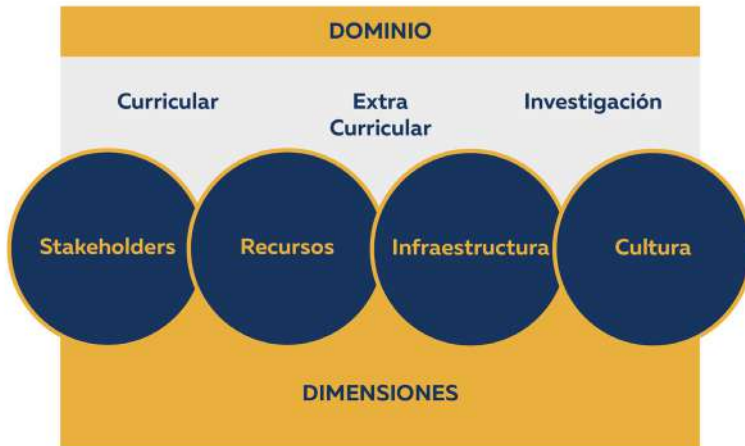 DOMINIO
Curricular
Extra
Curricular
Investigación
Stakeholders
Recursos
Infraestructura
Cultura
DIMENSIONES